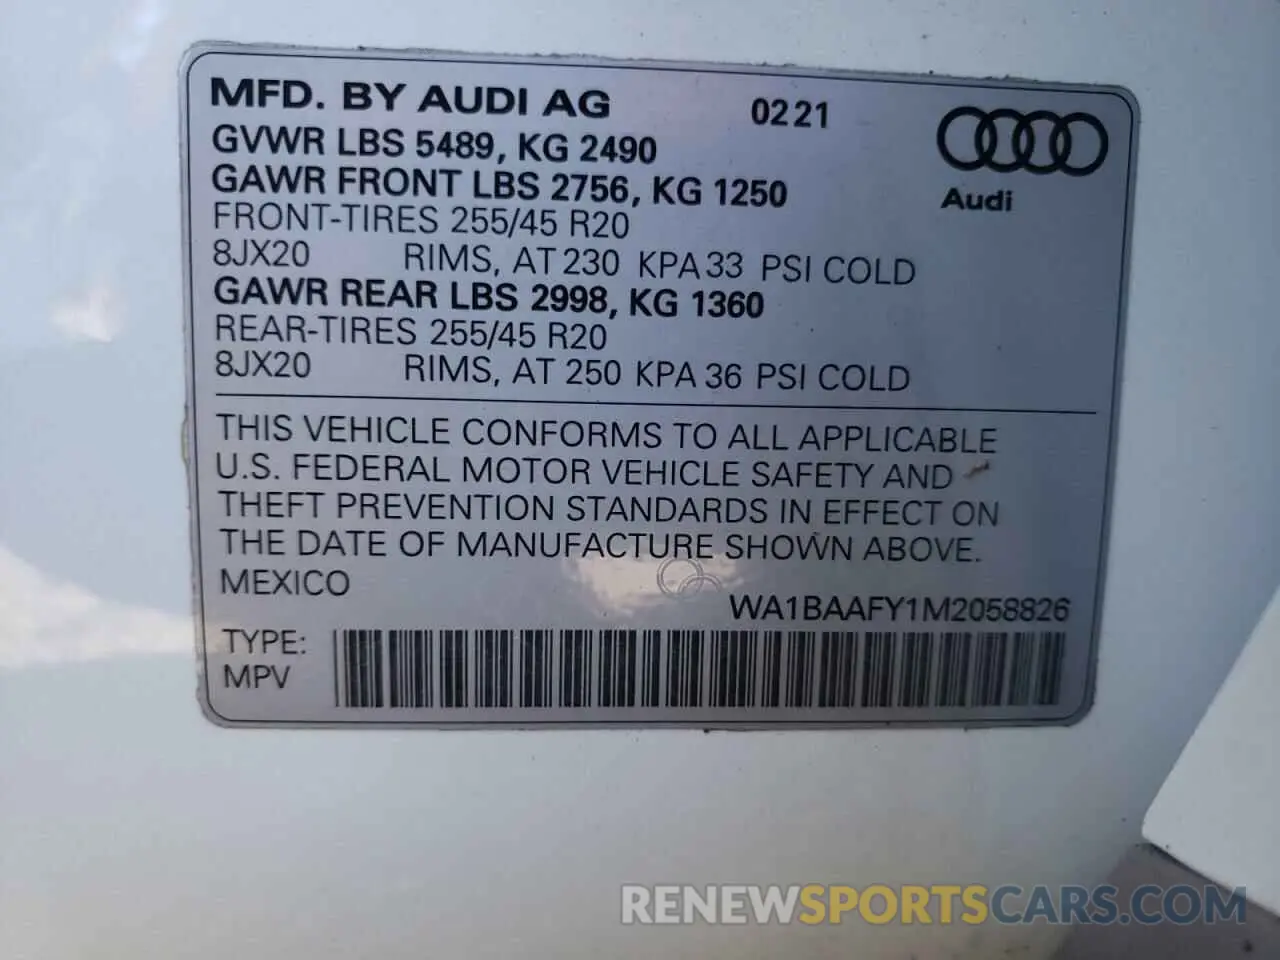 MFD. BY AUDI AG 0221
GVWR LBS 5489, KG 2490
GAWR FRONT LBS 2756, KG 1250
Audi
FRONT-TIRES 255/45 R20
8JX20 RIMS, AT 230 KPA 33 PSI COLD
GAWR REAR LBS 2998, KG 1360
REAR-TIRES 255/45 R20
8JX20 RIMS, AT 250 KPA 36 PSI COLD
THIS VEHICLE CONFORMS TO ALL APPLICABLE
U.S. FEDERAL MOTOR VEHICLE SAFETY AND
THEFT PREVENTION STANDARDS IN EFFECT ON
THE DATE OF MANUFACTURE SHOWN ABOVE.
MEXICO
WA1BAAFY1M2058826
TYPE:
MPV
RENEWSPORTSCARS.COM